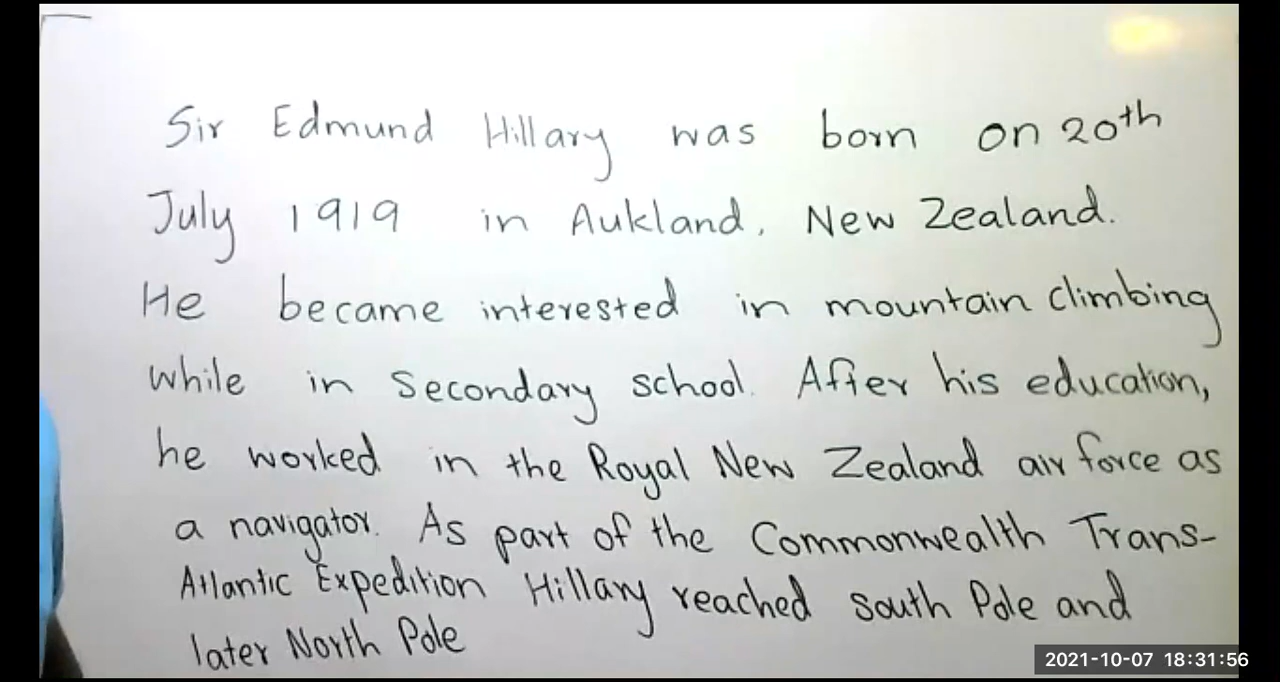 Sir Edmund Hillary was born on 20th
July 1919 in Aukland, New Zealand.
He became interested in mountain climbing
while in secondary school. After his education,
he worked in the Royal New Zealand air force as
a navigator. As part of the Commonwealth Trans-
Atlantic Expedition Hillary reached south Pole and
later North Pole
2021-10-07 18:31:56